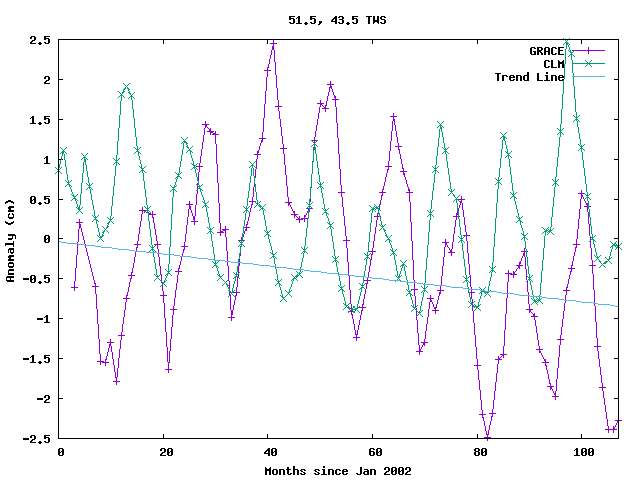 51.5, 43.5 TWS
GRACE
CLM
Trend Line
2.5
2
1.5
1
0.5
0
-0.5
-1
-1.5
-2
-2.5
Anomaly (cm)
0 20 40 60 80 100
Months since Jan 2002